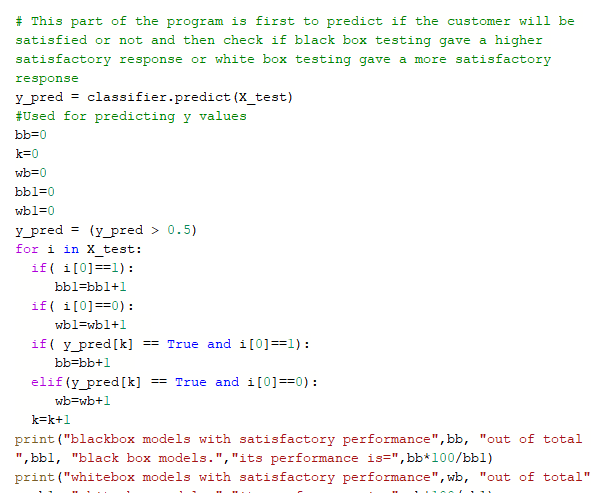 # This part of the program is first to predict if the customer will be
satisfied or not and then check if black box testing gave a higher
satisfactory response or white box testing gave a more satisfactory
response
y_pred = classifier.predict(X_test)
#Used for predicting y values
bb=0
k=0
wb=0
bb1=0
wb1=0
y_pred = (y_pred > 0.5)
for i in X_test:
if( i[0]==1):
bb1=bb1+1
if( i[0]==0):
wb1=wb1+1
if( y_pred[k] == True and i[0]==1):
bb=bb+1
elif(y_pred[k] == True and i[0]==0):
wb=wb+1
k=k+1
print("blackbox models with satisfactory performance",bb, "out of total
",bb1, "black box models.","its performance is=",bb*100/bb1)
print("whitebox models with satisfactory performance",wb, "out of total"